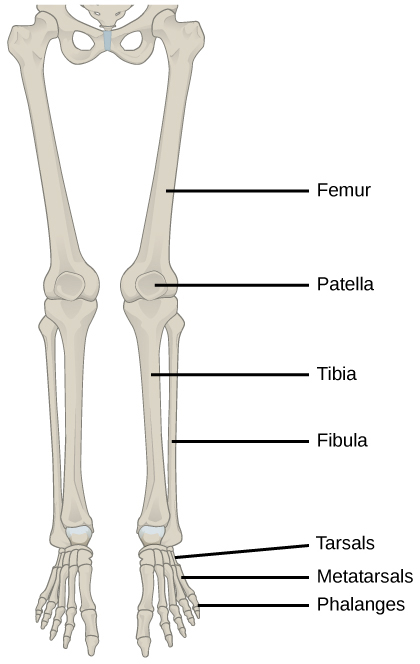 Femur
Patella
Tibia
Fibula
Tarsals
Metatarsals
Phalanges